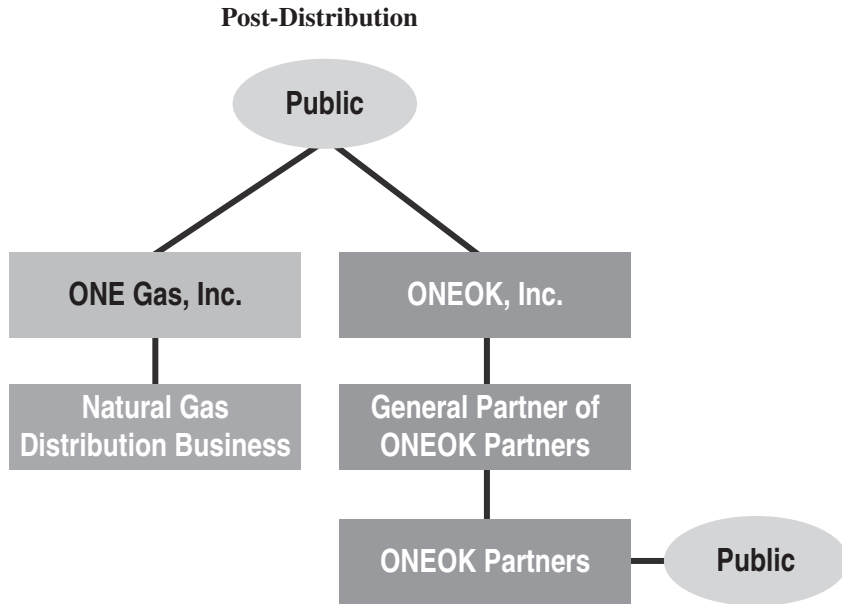 Post-Distribution
Public
ONE Gas, Inc.
ONEOK, Inc.
Natural Gas
Distribution Business
General Partner of
ONEOK Partners
ONEOK Partners
Public